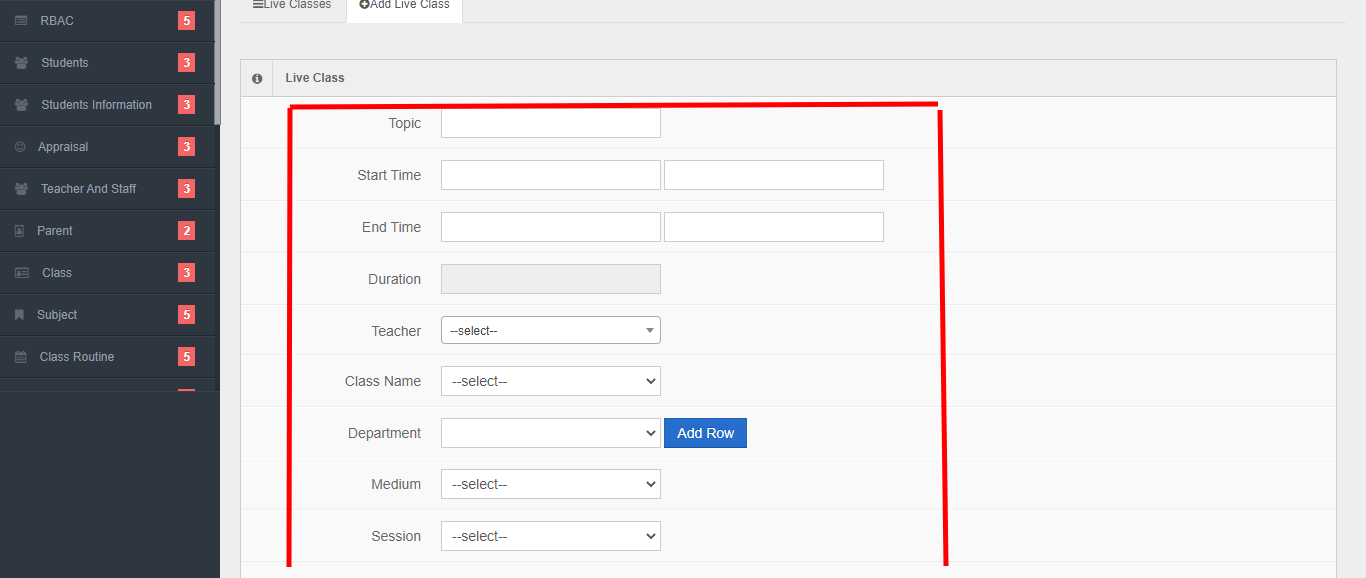 Live Classes
Add Live Class
RBAC 5
Students 3
Students Information 3
Appraisal 3
Teacher And Staff 3
Parent 2
Class 3
Subject 5
Class Routine 5
Live Class
Topic
Start Time
End Time
Duration
Teacher --select--
Class Name --select--
Department Add Row
Medium --select--
Session --select--